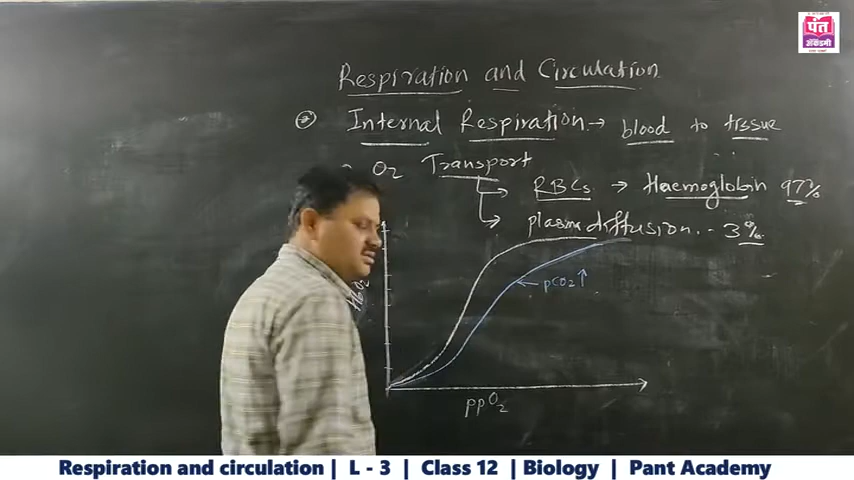 पंत
अ‍ॅकॅडमी
Respiration and Circulation
Internal Respiration → blood to tissue
O2 Transport
→ RBCs → Haemoglobin 97%
→ plasma diffusion. - 3%
← pCO2↑
ppO2
Respiration and circulation | L - 3 | Class 12 | Biology | Pant Academy